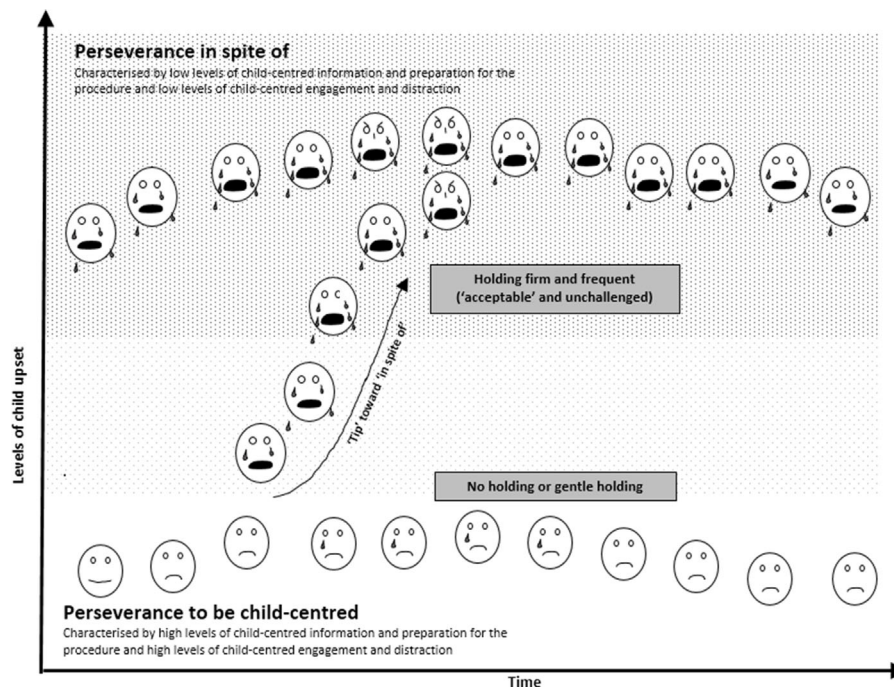 Perseverance in spite of
Characterised by low levels of child-centred information and preparation for the
procedure and low levels of child-centred engagement and distraction
Holding firm and frequent
('acceptable' and unchallenged)
'Tip' toward 'in spite of'
Levels of child upset
No holding or gentle holding
Perseverance to be child-centred
Characterised by high levels of child-centred information and preparation for the
procedure and high levels of child-centred engagement and distraction
Time